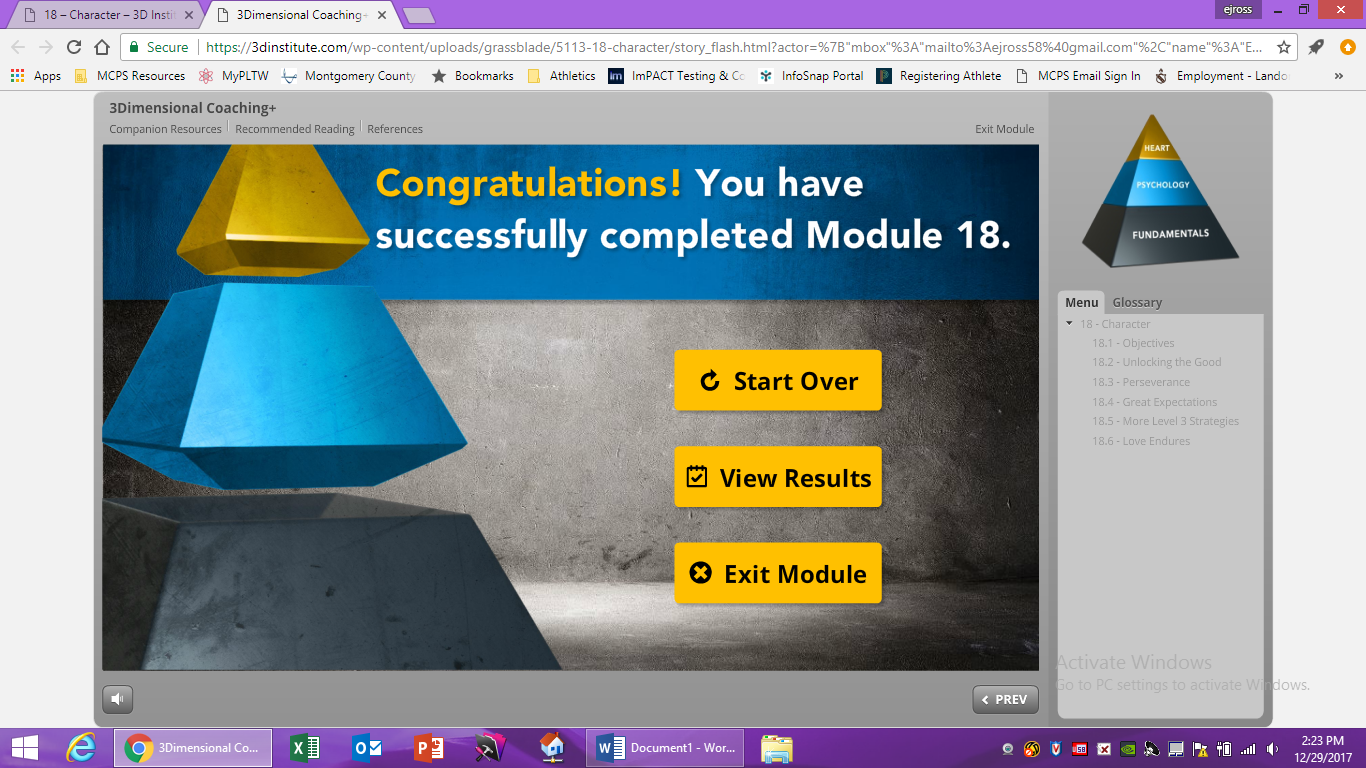 18 – Character – 3D Instit
3Dimensional Coaching+
ejross
Secure
https://3dinstitute.com/wp-content/uploads/grassblade/5113-18-character/story_flash.html?actor=%7B"mbox"%3A"mailto%3Aejross58%40gmail.com"%2C"name"%3A"E...
Apps
MCPS Resources
MyPLTW
Montgomery County
Bookmarks
Athletics
im
ImPACT Testing & Co
InfoSnap Portal
Registering Athlete
MCPS Email Sign In
Employment - Lando
»
3Dimensional Coaching+
Companion Resources
Recommended Reading
References
Exit Module
Congratulations! You have
successfully completed Module 18.
Start Over
View Results
Exit Module
PREV
HEART
PSYCHOLOGY
FUNDAMENTALS
Menu
Glossary
18 - Character
18.1 - Objectives
18.2 - Unlocking the Good
18.3 - Perseverance
18.4 - Great Expectations
18.5 - More Level 3 Strategies
18.6 - Love Endures
Activate Windows
Go to PC settings to activate Windows.
3Dimensional Co...
Document1 - Wor...
2:23 PM
12/29/2017